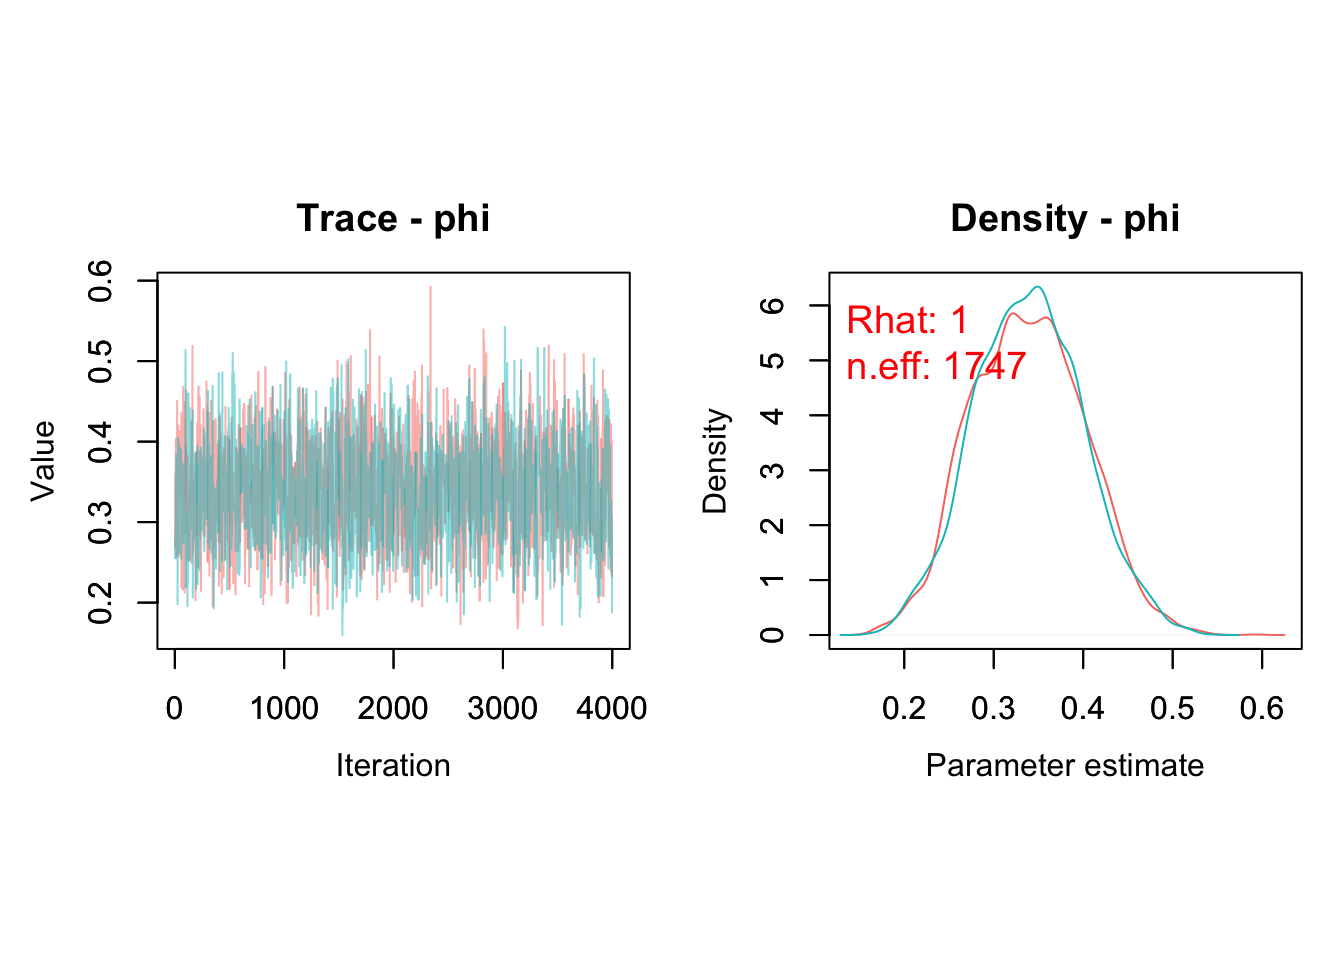 Trace - phi
Value
0.2 0.3 0.4 0.5 0.6
0 1000 2000 3000 4000
Iteration
Density - phi
Rhat: 1
n.eff: 1747
Density
0 1 2 3 4 5 6
0.2 0.3 0.4 0.5 0.6
Parameter estimate